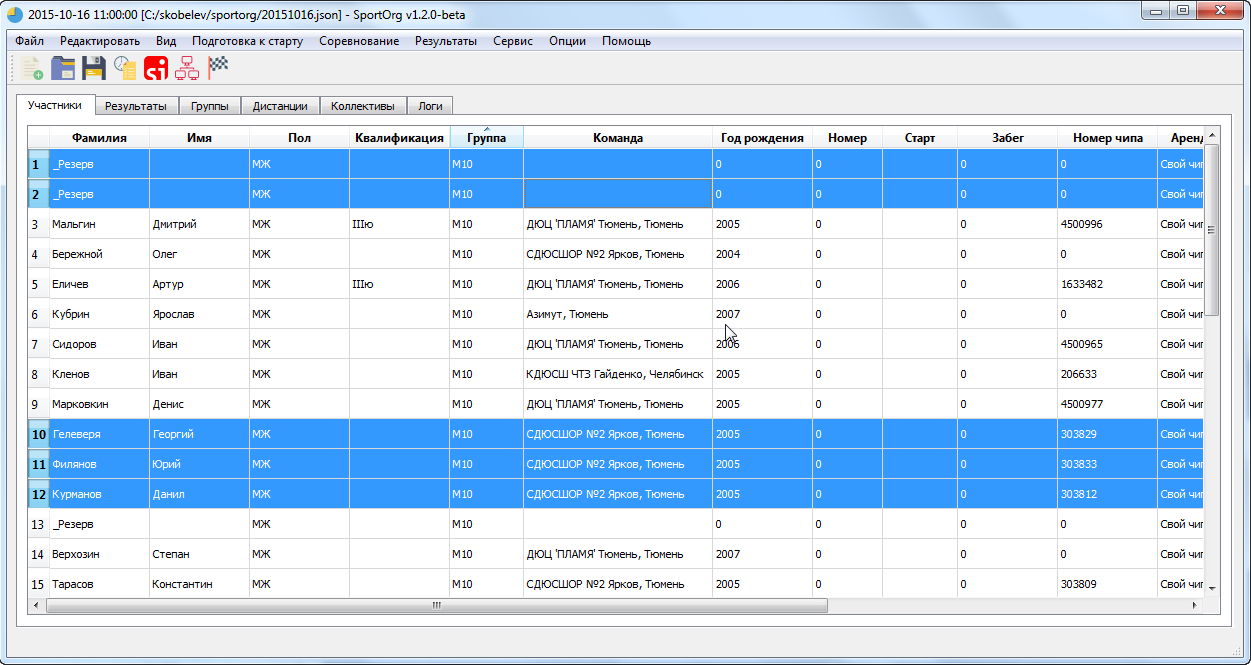 2015-10-16 11:00:00 [C:/skobelev/sportorg/20151016.json] - SportOrg v1.2.0-beta
Файл Редактировать Вид Подготовка к старту Соревнование Результаты Сервис Опции Помощь
Участники Результаты Группы Дистанции Коллективы Логи
Фамилия Имя Пол Квалификация Группа Команда Год рождения Номер Старт Забег Номер чипа Аренд
1 _Резерв МЖ М10 0 0 0 0 Свой чип
2 _Резерв МЖ М10 0 0 0 0 Свой чип
3 Мальгин Дмитрий МЖ IIIю М10 ДЮЦ 'ПЛАМЯ' Тюмень, Тюмень 2005 0 0 4500996 Свой чип
4 Бережной Олег МЖ М10 СДЮСШОР №2 Ярков, Тюмень 2004 0 0 0 Свой чип
5 Еличев Артур МЖ IIIю М10 ДЮЦ 'ПЛАМЯ' Тюмень, Тюмень 2006 0 0 1633482 Свой чип
6 Кубрин Ярослав МЖ М10 Азимут, Тюмень 2007 0 0 0 Свой чип
7 Сидоров Иван МЖ М10 ДЮЦ 'ПЛАМЯ' Тюмень, Тюмень 2006 0 0 4500965 Свой чип
8 Кленов Иван МЖ М10 КДЮСШ ЧТЗ Гайденко, Челябинск 2005 0 0 206633 Свой чип
9 Марковкин Денис МЖ М10 ДЮЦ 'ПЛАМЯ' Тюмень, Тюмень 2005 0 0 4500977 Свой чип
10 Гелеверя Георгий МЖ М10 СДЮСШОР №2 Ярков, Тюмень 2005 0 0 303829 Свой чип
11 Филянов Юрий МЖ М10 СДЮСШОР №2 Ярков, Тюмень 2005 0 0 303833 Свой чип
12 Курманов Данил МЖ М10 СДЮСШОР №2 Ярков, Тюмень 2005 0 0 303812 Свой чип
13 _Резерв МЖ М10 0 0 0 0 Свой чип
14 Верхозин Степан МЖ М10 ДЮЦ 'ПЛАМЯ' Тюмень, Тюмень 2007 0 0 0 Свой чип
15 Тарасов Константин МЖ М10 СДЮСШОР №2 Ярков, Тюмень 2005 0 0 303809 Свой чип